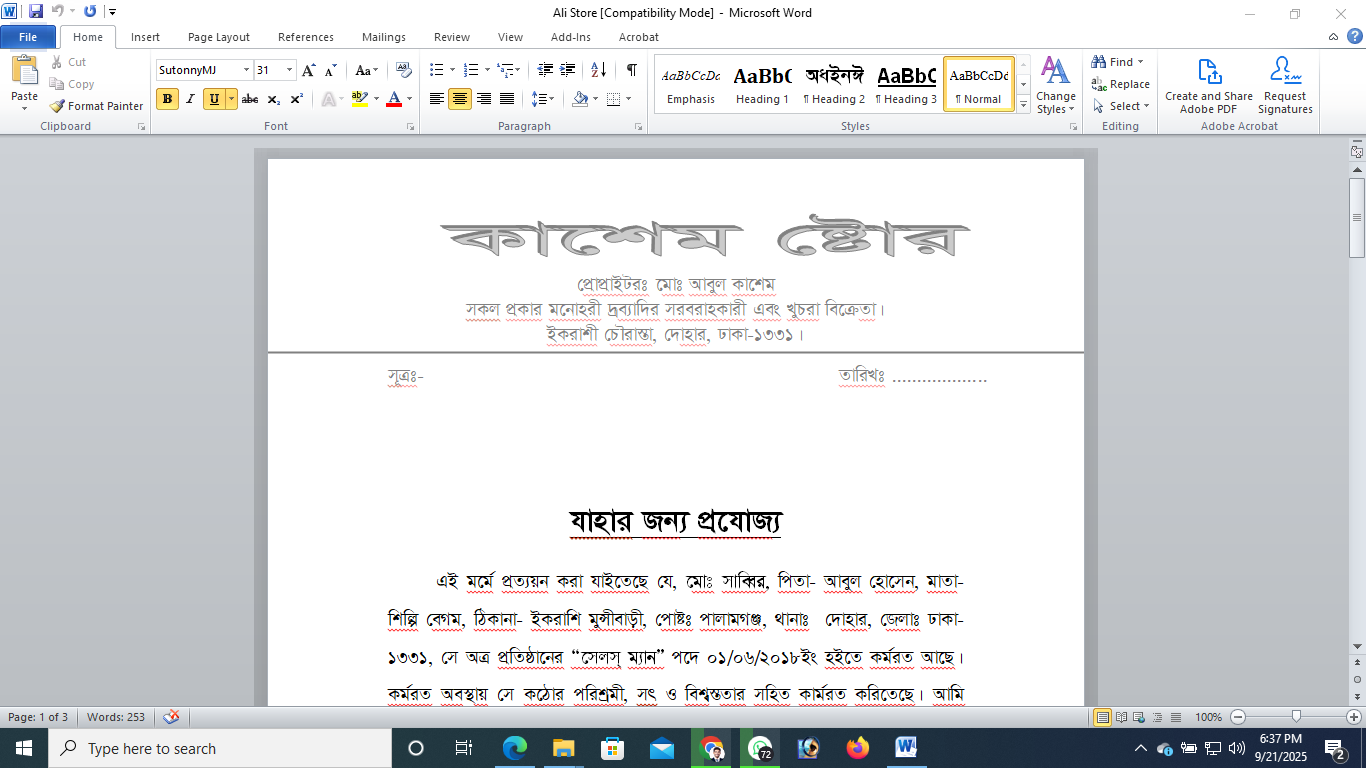 Ali Store [Compatibility Mode] - Microsoft Word
File Home Insert Page Layout References Mailings Review View Add-Ins Acrobat
Paste Cut Copy Format Painter Clipboard
SutonnyMJ 31 Font
Paragraph
AaBbCcDc Emphasis AaBbC Heading 1 অধইনঈ ¶ Heading 2 AaBbC ¶ Heading 3 AaBbCcDd ¶ Normal Change Styles Styles
Find Replace Select Editing
Create and Share Adobe PDF Request Signatures Adobe Acrobat
কাশেম ষ্টোর
প্রোপ্রাইটরঃ মোঃ আবুল কাশেম
সকল প্রকার মনোহরী দ্রব্যাদির সরবরাহকারী এবং খুচরা বিক্রেতা।
ইকরাশী চৌরাস্তা, দোহার, ঢাকা-১৩৩১।
সূত্রঃ- তারিখঃ ...................
যাহার জন্য প্রযোজ্য
এই মর্মে প্রত্যয়ন করা যাইতেছে যে, মোঃ সাব্বির, পিতা- আবুল হোসেন, মাতা-
শিল্পি বেগম, ঠিকানা- ইকরাশি মুন্সীবাড়ী, পোষ্টঃ পালামগঞ্জ, থানাঃ দোহার, জেলাঃ ঢাকা-
১৩৩১, সে অত্র প্রতিষ্ঠানের “সেলস্ ম্যান” পদে ০১/০৬/২০১৮ইং হইতে কর্মরত আছে।
কর্মরত অবস্থায় সে কঠোর পরিশ্রমী, সৎ ও বিশ্বস্ততার সহিত কার্মরত করিতেছে। আমি
Page: 1 of 3 Words: 253 100%
Type here to search 72 6:37 PM
9/21/2025 2